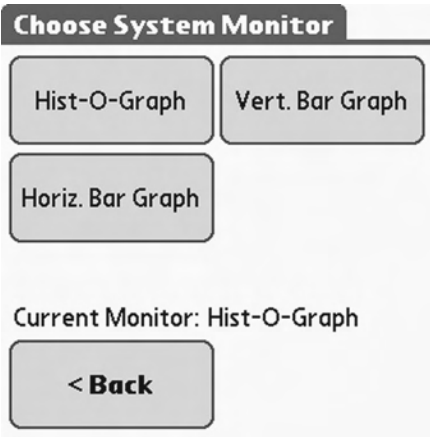 Choose System Monitor
Hist-O-Graph
Vert. Bar Graph
Horiz. Bar Graph
Current Monitor: Hist-O-Graph
< Back